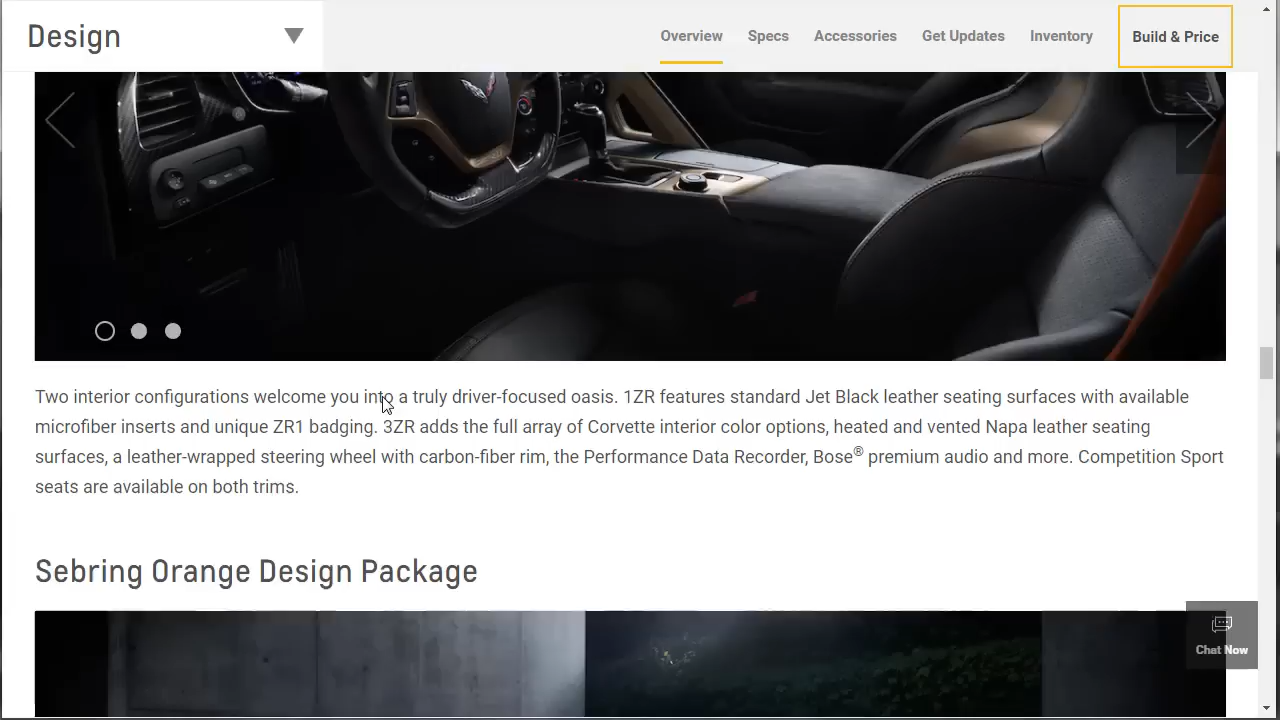 Design
Overview Specs Accessories Get Updates Inventory Build & Price
Two interior configurations welcome you into a truly driver-focused oasis. 1ZR features standard Jet Black leather seating surfaces with available
microfiber inserts and unique ZR1 badging. 3ZR adds the full array of Corvette interior color options, heated and vented Napa leather seating
surfaces, a leather-wrapped steering wheel with carbon-fiber rim, the Performance Data Recorder, Bose® premium audio and more. Competition Sport
seats are available on both trims.
Sebring Orange Design Package
Chat Now